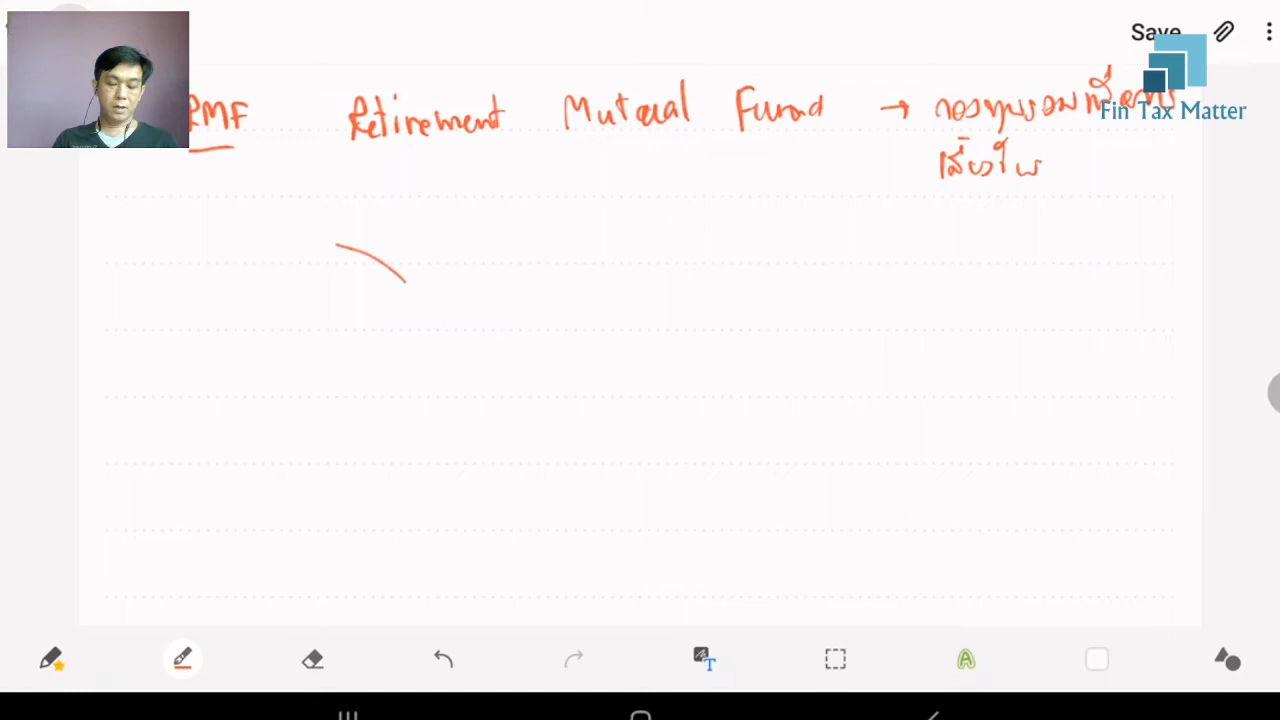 Save
Fin Tax Matter
RMF Retirement Mutual Fund → กองทุนรวมเพื่อการ
เลี้ยงชีพ
T
A